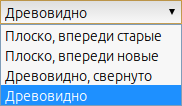 Древовидно
Плоско, впереди старые
Плоско, впереди новые
Древовидно, свернуто
Древовидно